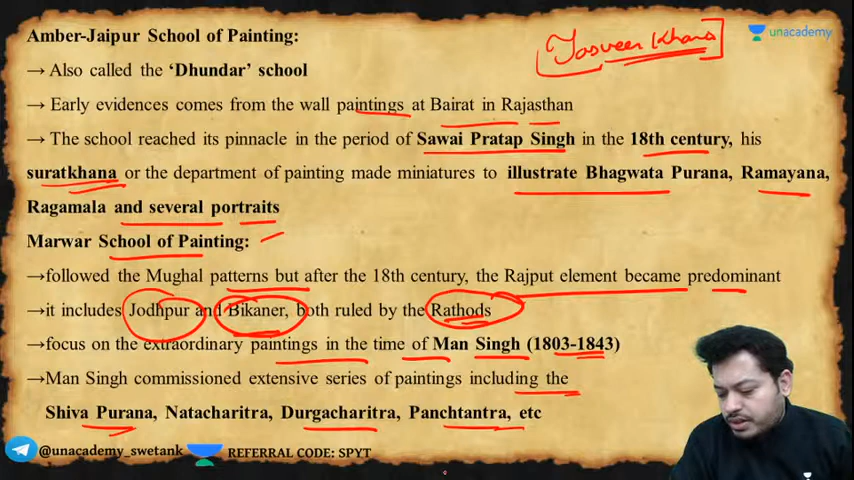 Amber-Jaipur School of Painting:
→ Also called the ‘Dhundar’ school
→ Early evidences comes from the wall paintings at Bairat in Rajasthan
→ The school reached its pinnacle in the period of Sawai Pratap Singh in the 18th century, his
suratkhana or the department of painting made miniatures to illustrate Bhagwata Purana, Ramayana,
Ragamala and several portraits
Marwar School of Painting:
→followed the Mughal patterns but after the 18th century, the Rajput element became predominant
→it includes Jodhpur and Bikaner, both ruled by the Rathods
→focus on the extraordinary paintings in the time of Man Singh (1803-1843)
→Man Singh commissioned extensive series of paintings including the
Shiva Purana, Natacharitra, Durgacharitra, Panchtantra, etc
unacademy
@unacademy_swetank
REFERRAL CODE: SPYT